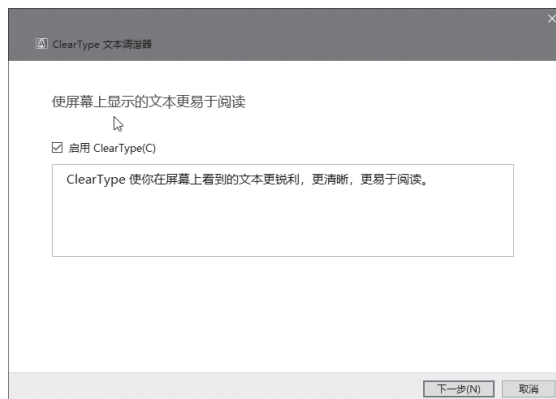 ClearType 文本调谐器
使屏幕上显示的文本更易于阅读
启用 ClearType(C)
ClearType 使你在屏幕上看到的文本更锐利，更清晰，更易于阅读。
下一步(N) 取消